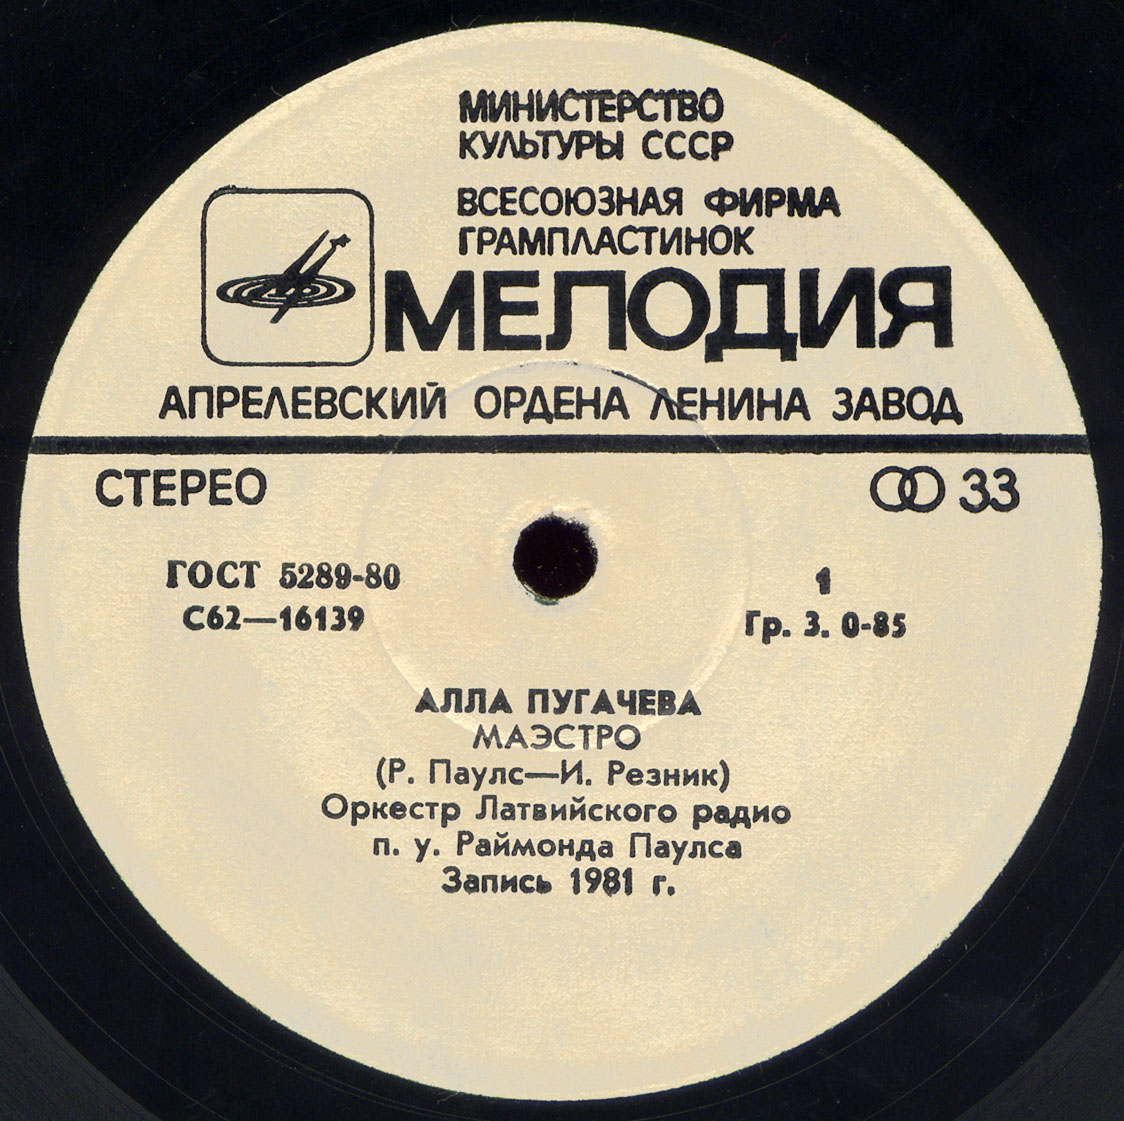 МИНИСТЕРСТВО
КУЛЬТУРЫ СССР
ВСЕСОЮЗНАЯ ФИРМА
ГРАМПЛАСТИНОК
МЕЛОДИЯ
АПРЕЛЕВСКИЙ ОРДЕНА ЛЕНИНА ЗАВОД
СТЕРЕО
33
ГОСТ 5289-80
С62—16139
1
Гр. 3. 0-85
АЛЛА ПУГАЧЕВА
МАЭСТРО
(Р. Паулс—И. Резник)
Оркестр Латвийского радио
п. у. Раймонда Паулса
Запись 1981 г.